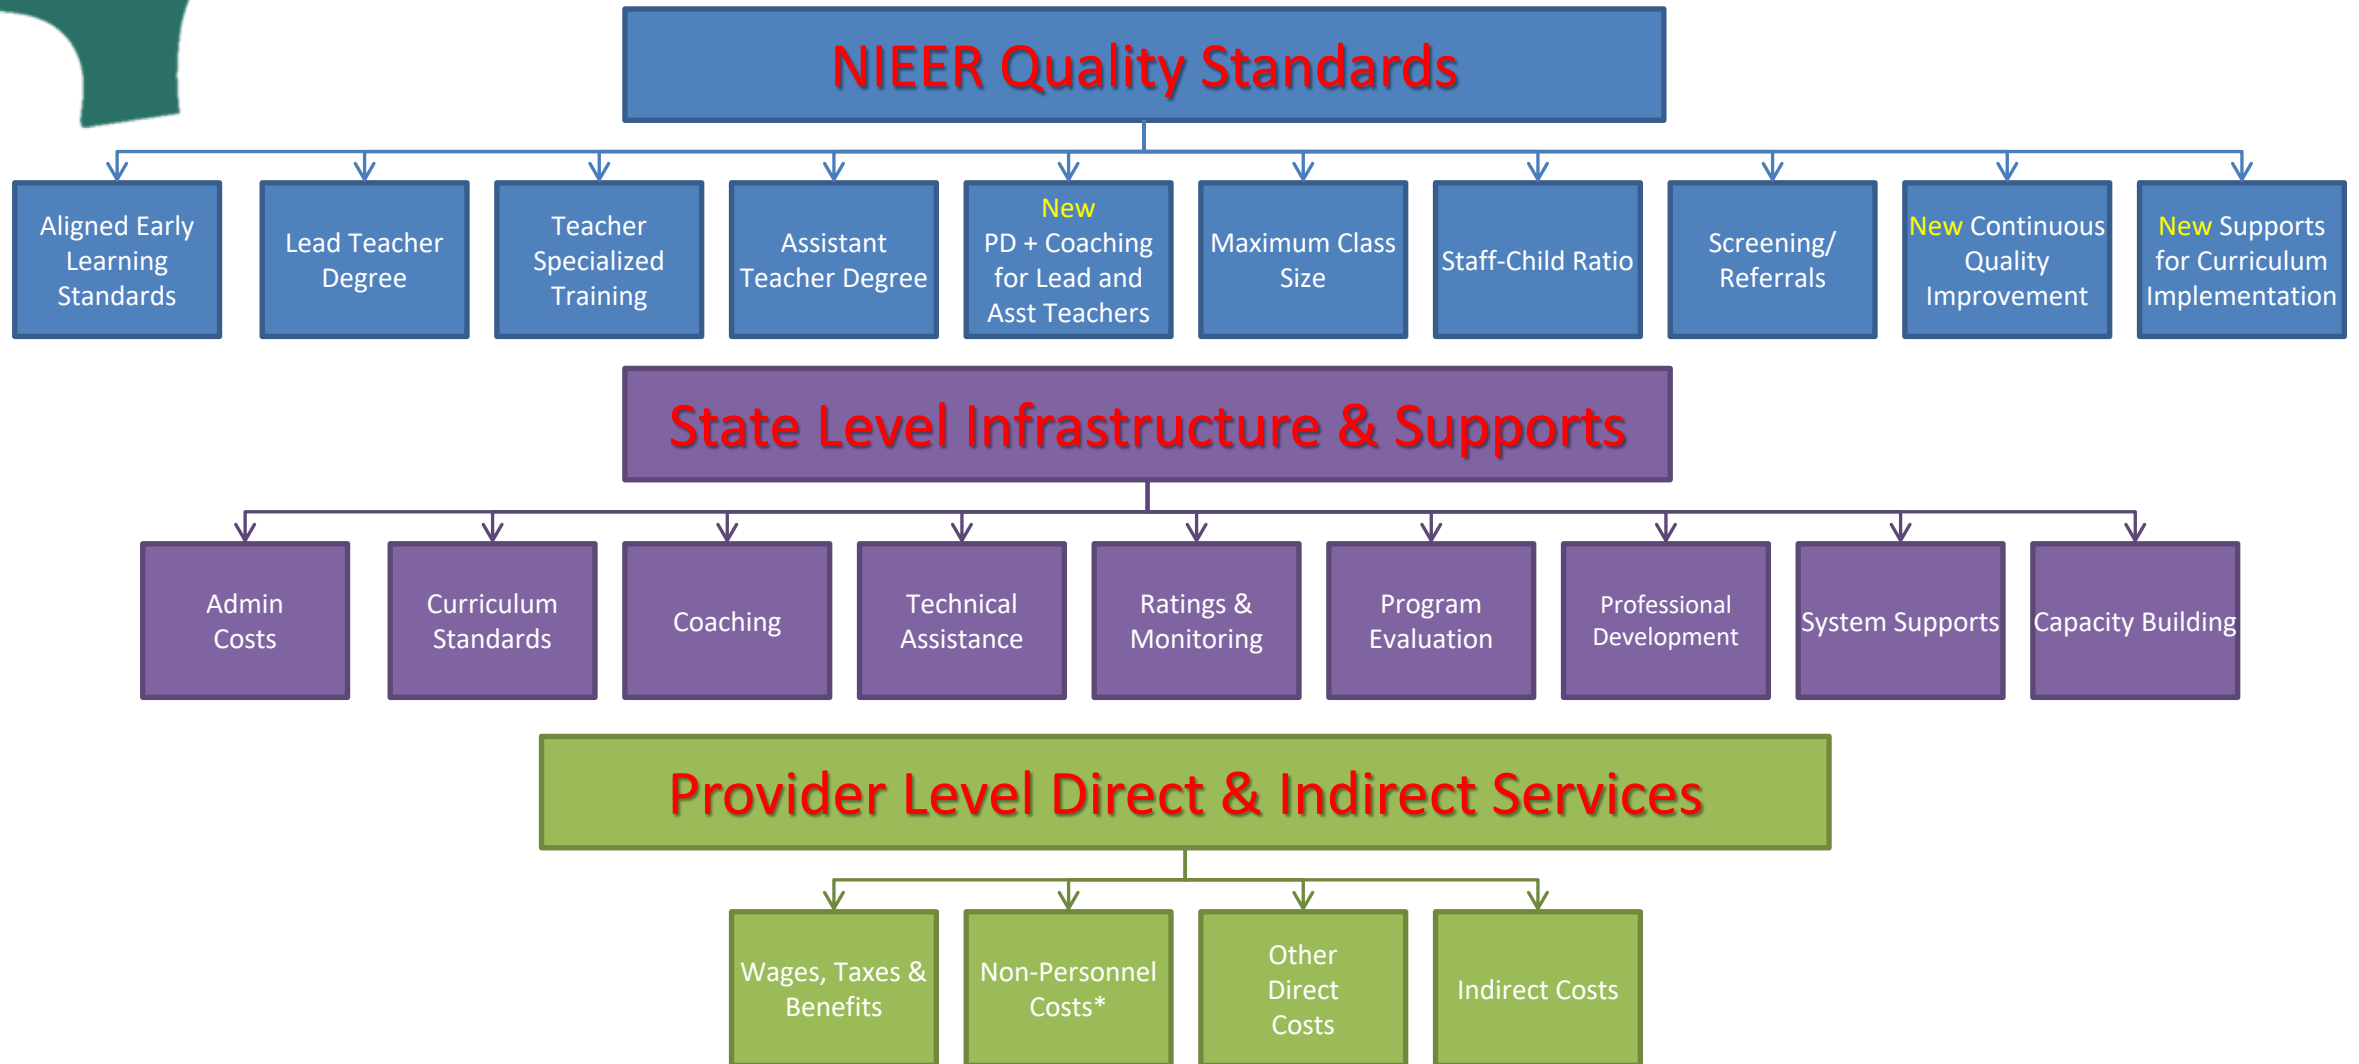 NIEER Quality Standards
Aligned Early
Learning
Standards
Lead Teacher
Degree
Teacher
Specialized
Training
Assistant
Teacher Degree
New
PD + Coaching
for Lead and
Asst Teachers
Maximum Class
Size
Staff-Child Ratio
Screening/
Referrals
New Continuous
Quality
Improvement
New Supports
for Curriculum
Implementation
State Level Infrastructure & Supports
Admin
Costs
Curriculum
Standards
Coaching
Technical
Assistance
Ratings &
Monitoring
Program
Evaluation
Professional
Development
System Supports
Capacity Building
Provider Level Direct & Indirect Services
Wages, Taxes &
Benefits
Non-Personnel
Costs*
Other
Direct
Costs
Indirect Costs